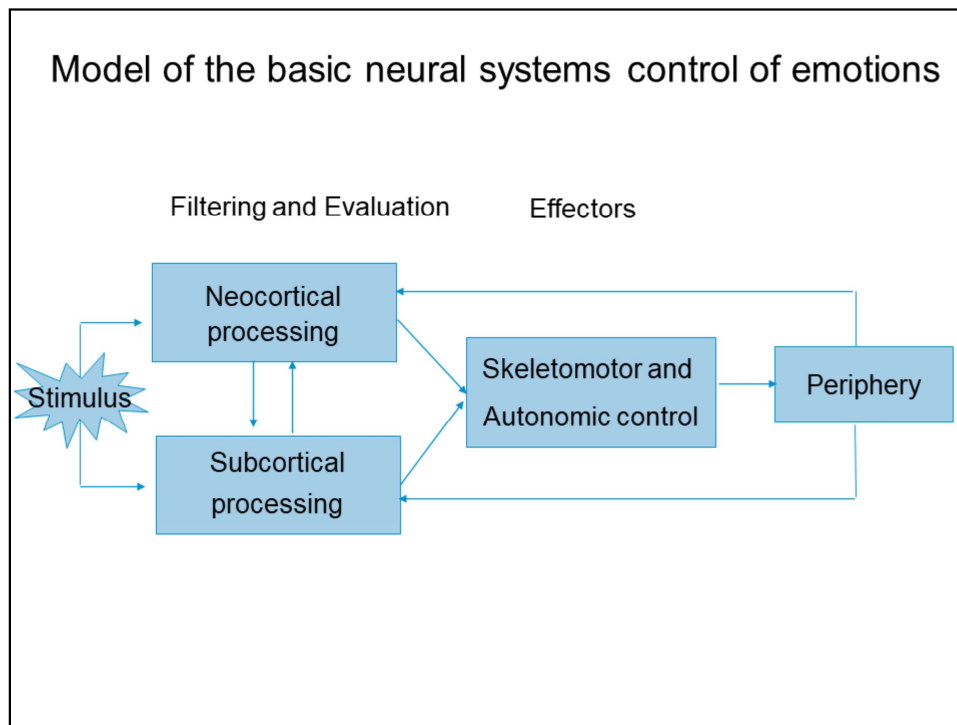 Model of the basic neural systems control of emotions
Filtering and Evaluation
Effectors
Neocortical
processing
Stimulus
Skeletomotor and
Autonomic control
Periphery
Subcortical
processing